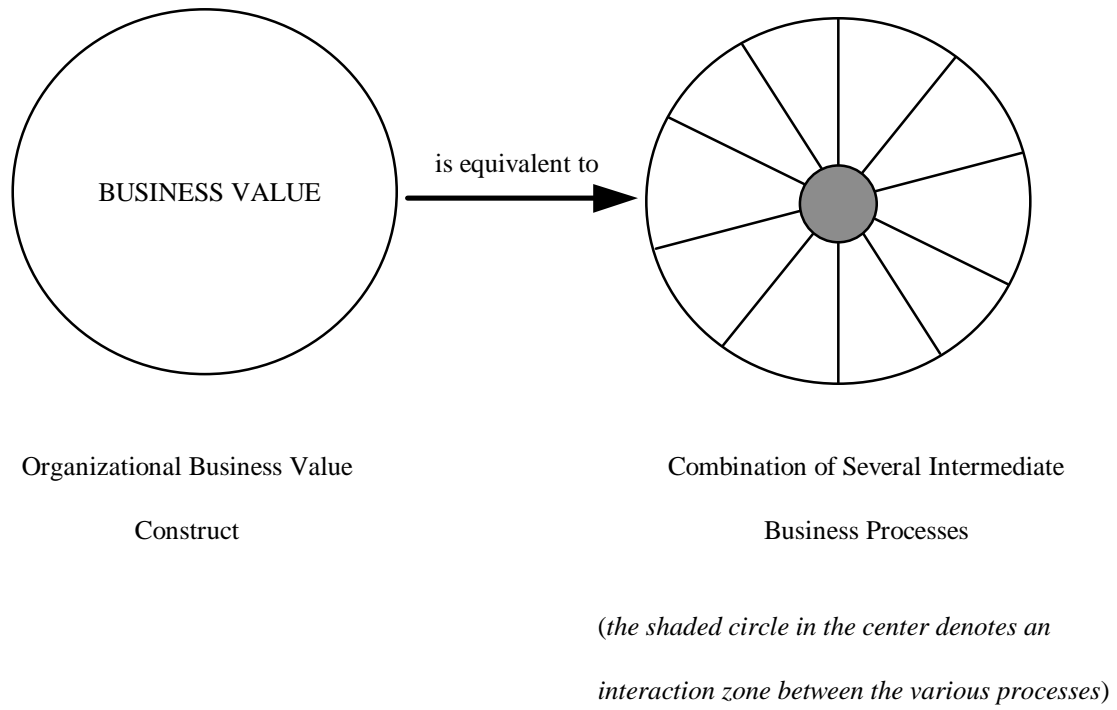 BUSINESS VALUE
is equivalent to
Organizational Business Value
Construct
Combination of Several Intermediate
Business Processes
(the shaded circle in the center denotes an
interaction zone between the various processes)